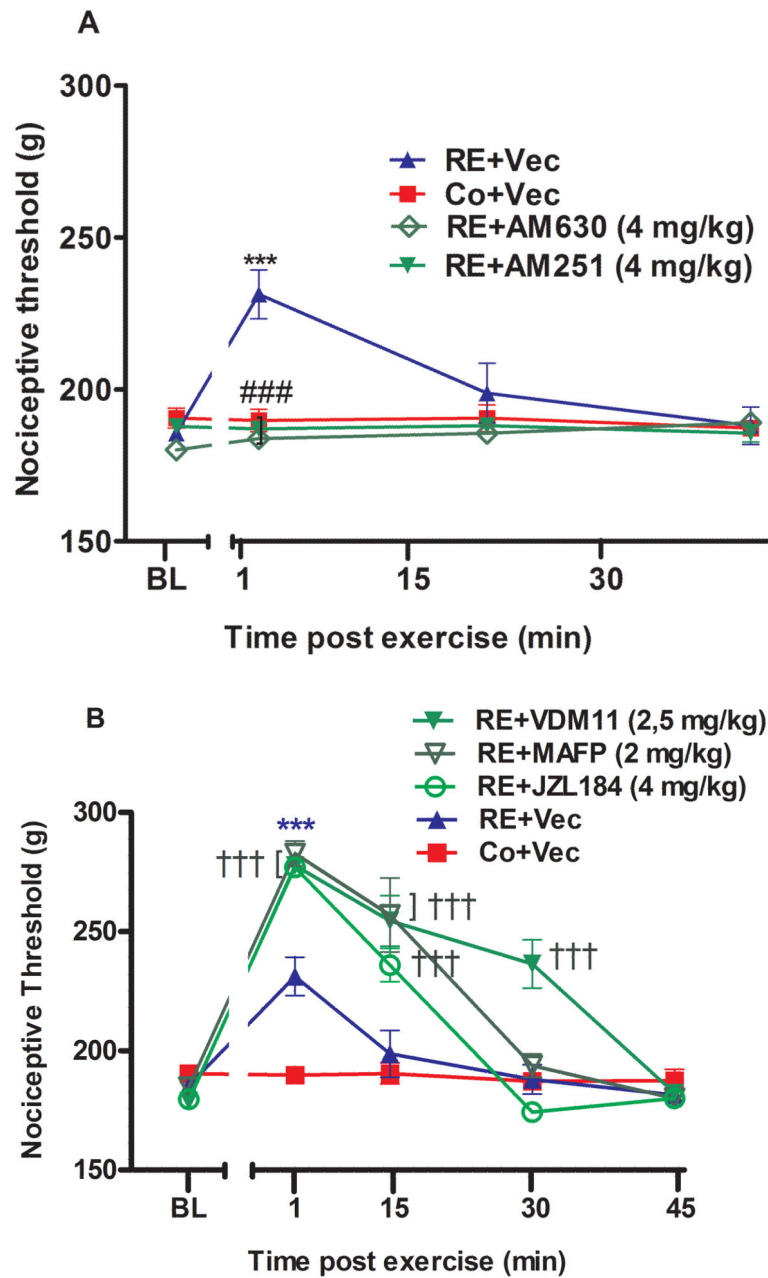 A
300
250
200
150
Nociceptive threshold (g)
RE+Vec
Co+Vec
RE+AM630 (4 mg/kg)
RE+AM251 (4 mg/kg)
***
###
BL 1 15 30
Time post exercise (min)
B
RE+VDM11 (2,5 mg/kg)
RE+MAFP (2 mg/kg)
RE+JZL184 (4 mg/kg)
RE+Vec
Co+Vec
300
250
200
150
Nociceptive Threshold (g)
***
††† [
] †††
†††
†††
BL 1 15 30 45
Time post exercise (min)